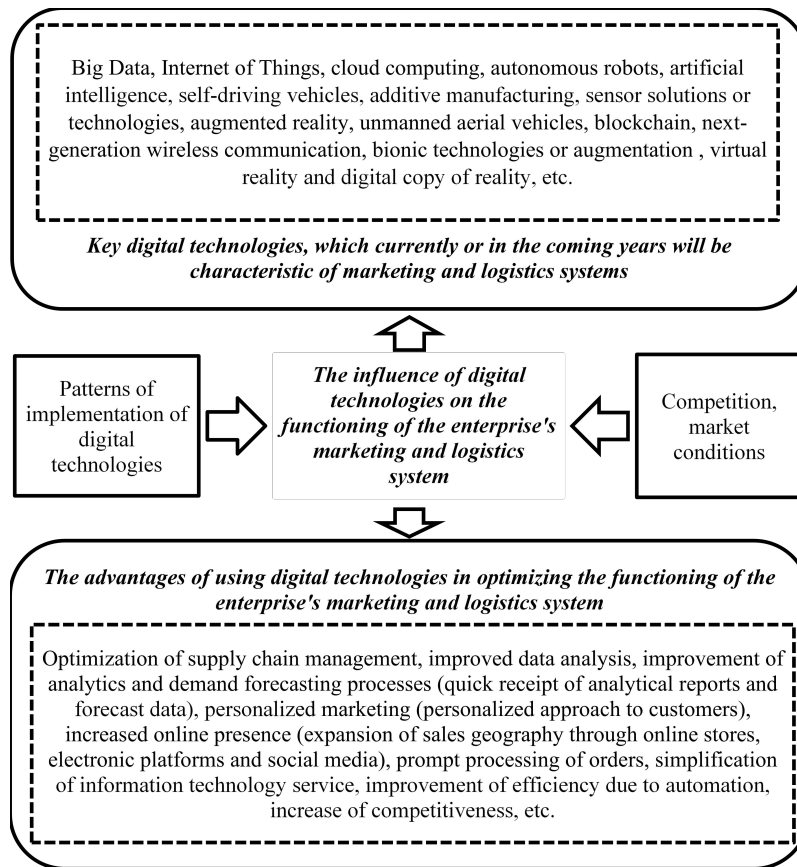 Big Data, Internet of Things, cloud computing, autonomous robots, artificial
intelligence, self-driving vehicles, additive manufacturing, sensor solutions or
technologies, augmented reality, unmanned aerial vehicles, blockchain, next-
generation wireless communication, bionic technologies or augmentation , virtual
reality and digital copy of reality, etc.
Key digital technologies, which currently or in the coming years will be
characteristic of marketing and logistics systems
Patterns of
implementation of
digital
technologies
The influence of digital
technologies on the
functioning of the enterprise's
marketing and logistics
system
Competition,
market
conditions
The advantages of using digital technologies in optimizing the functioning of the
enterprise's marketing and logistics system
Optimization of supply chain management, improved data analysis, improvement of
analytics and demand forecasting processes (quick receipt of analytical reports and
forecast data), personalized marketing (personalized approach to customers),
increased online presence (expansion of sales geography through online stores,
electronic platforms and social media), prompt processing of orders, simplification
of information technology service, improvement of efficiency due to automation,
increase of competitiveness, etc.